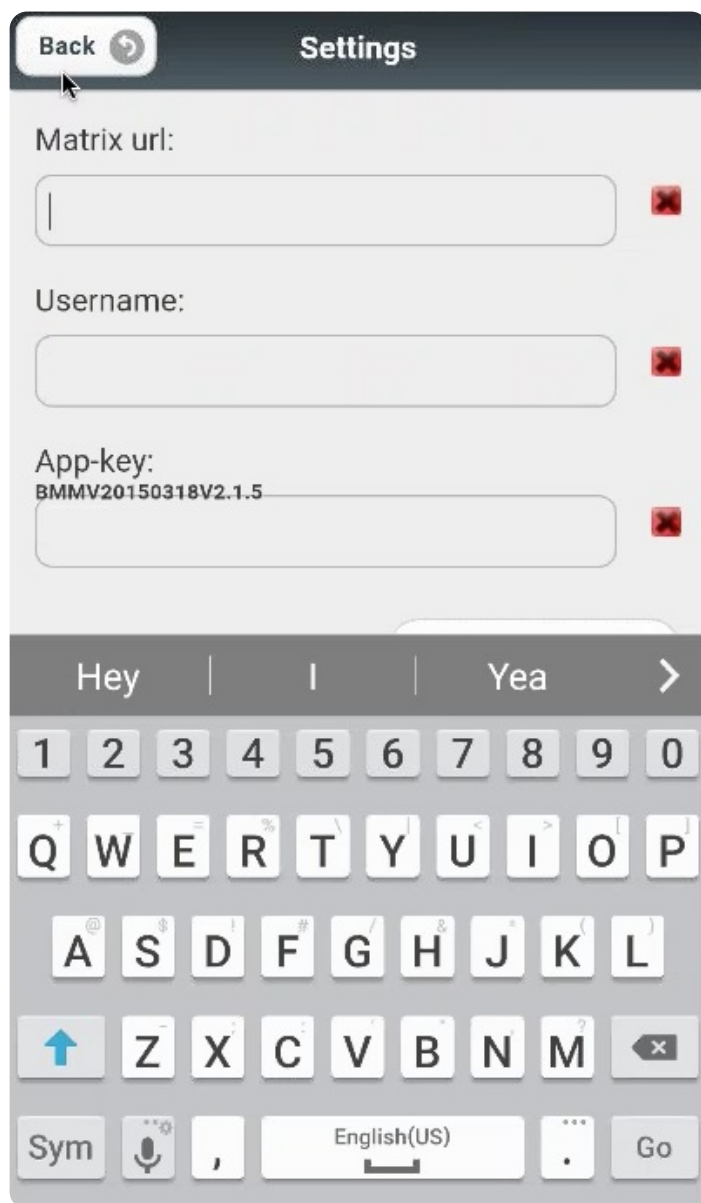 Back Settings
Matrix url:
Username:
App-key:
BMMV20150318V2.1.5
Hey I Yea
1 2 3 4 5 6 7 8 9 0
+ _ = % \ | < > [ ]
Q W E R T Y U I O P
@ $ ! # / & * ( )
A S D F G H J K L
- ; : ' " , ?
Z X C V B N M
Sym , English(US) . Go